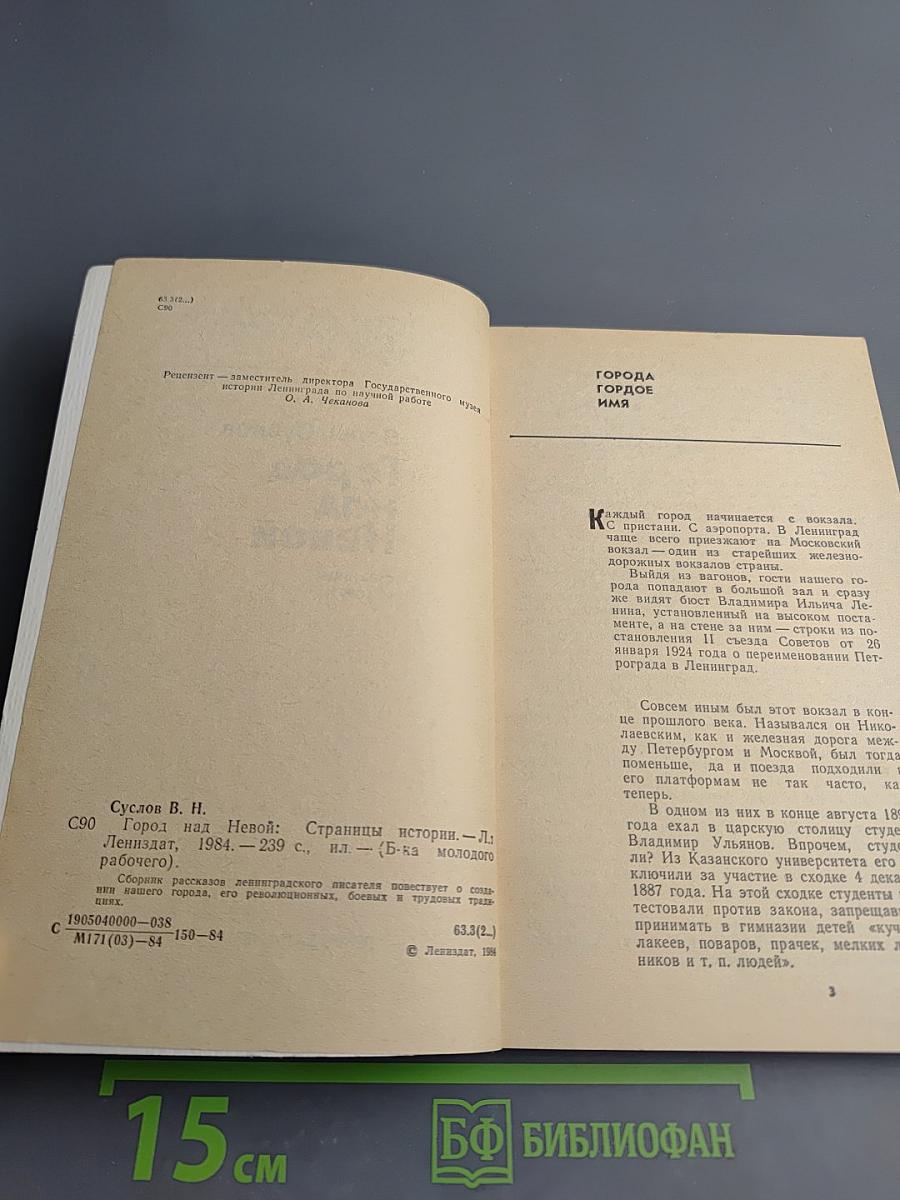 63.3(2...)
С90
Рецензент — заместитель директора Государственного музея
истории Ленинграда по научной работе
О. А. Чеканова
Суслов В. Н.
С90 Город над Невой: Страницы истории. — Л.:
Лениздат, 1984. — 239 с., ил. — (Б-ка молодого
рабочего).
Сборник рассказов ленинградского писателя повествует о созда-
нии нашего города, его революционных, боевых и трудовых тради-
циях.
С 1905040000—038
М171(03)—84 150—84
63.3(2...)
© Лениздат, 1984
ГОРОДА
ГОРДОЕ
ИМЯ
Каждый город начинается с вокзала.
С пристани. С аэропорта. В Ленинград
чаще всего приезжают на Московский
вокзал — один из старейших железно-
дорожных вокзалов страны.
Выйдя из вагонов, гости нашего го-
рода попадают в большой зал и сразу
же видят бюст Владимира Ильича Ле-
нина, установленный на высоком поста-
менте, а на стене за ним — строки из по-
становления II съезда Советов от 26
января 1924 года о переименовании Пет-
рограда в Ленинград.
Совсем иным был этот вокзал в кон-
це прошлого века. Назывался он Нико-
лаевским, как и железная дорога меж-
ду Петербургом и Москвой, был тогда
поменьше, да и поезда подходили
его платформам не так часто, ка
теперь.
В одном из них в конце августа 189
года ехал в царскую столицу студе
Владимир Ульянов. Впрочем, студе
ли? Из Казанского университета его
ключили за участие в сходке 4 дека
1887 года. На этой сходке студенты
тестовали против закона, запрещав
принимать в гимназии детей «куч
лакеев, поваров, прачек, мелких л
ников и т. п. людей».
3
15 см
БФ БИБЛИОФАН